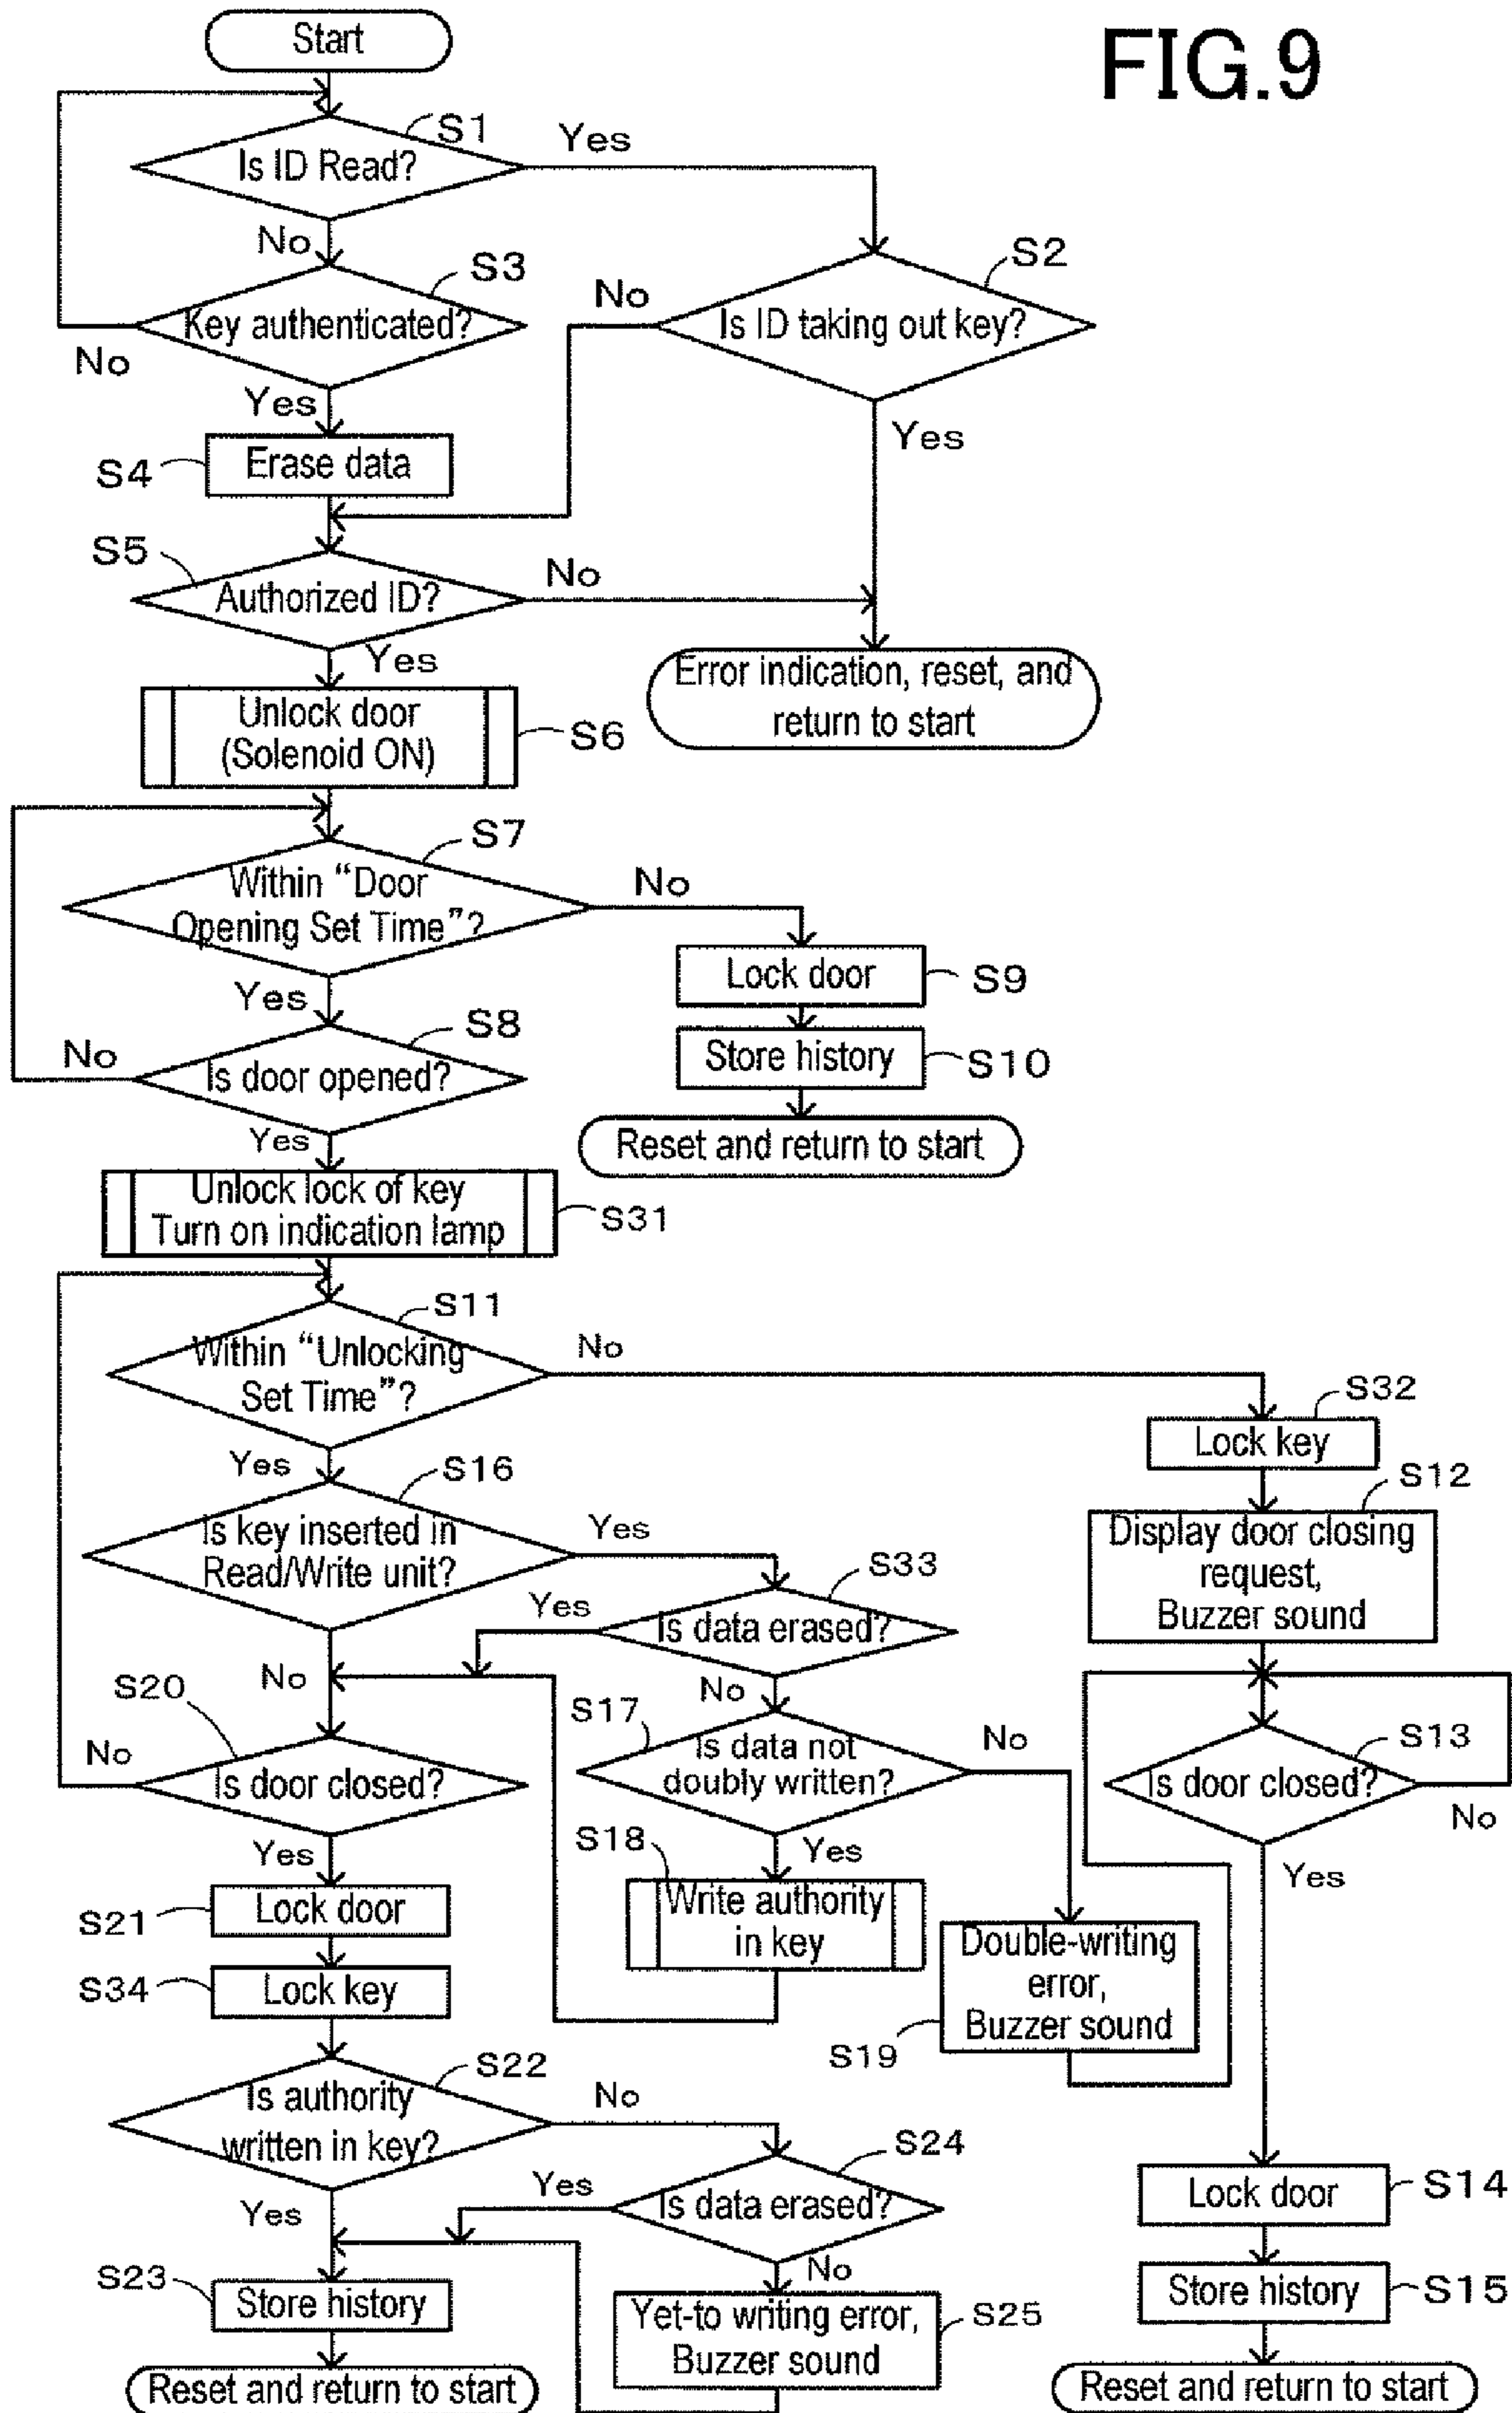 FIG.9
Start
S1
Is ID Read?
Yes
No
S3
Key authenticated?
No
Yes
S2
No
Is ID taking out key?
Yes
S4
Erase data
S5
Authorized ID?
No
Yes
Error indication, reset, and
return to start
Unlock door
(Solenoid ON)
S6
S7
Within “Door
Opening Set Time”?
No
Yes
Lock door
S9
S8
Is door opened?
No
Yes
Store history
S10
Reset and return to start
Unlock lock of key
Turn on indication lamp
S31
S11
Within “Unlocking
Set Time”?
No
Yes
S32
Lock key
S12
Display door closing
request,
Buzzer sound
S16
Is key inserted in
Read/Write unit?
Yes
No
S33
Yes
Is data erased?
No
S20
Is door closed?
No
Yes
S17
Is data not
doubly written?
No
Yes
S13
Is door closed?
No
Yes
S18
Write authority
in key
Double-writing
error,
Buzzer sound
S19
S21
Lock door
S34
Lock key
S22
Is authority
written in key?
No
Yes
S24
Yes
Is data erased?
No
Lock door
S14
S23
Store history
Yet-to writing error,
Buzzer sound
S25
Store history
S15
Reset and return to start
Reset and return to start